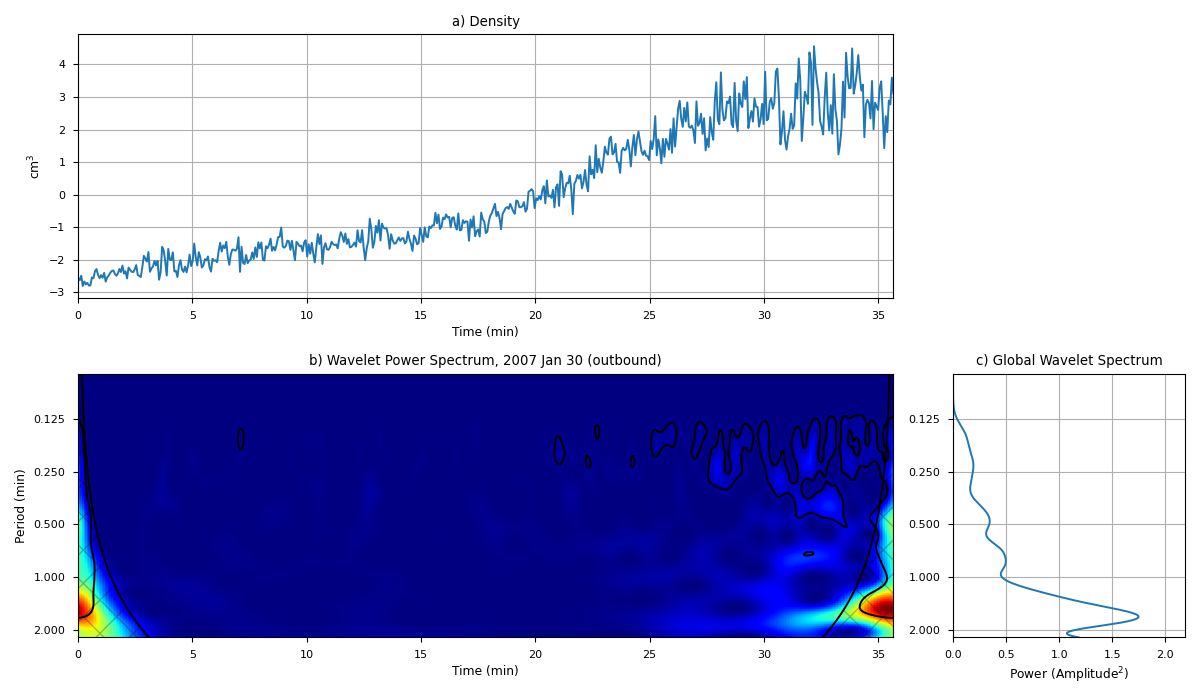 a) Density
cm³
4
3
2
1
0
−1
−2
−3
0 5 10 15 20 25 30 35
Time (min)
b) Wavelet Power Spectrum, 2007 Jan 30 (outbound)
Period (min)
0.125
0.250
0.500
1.000
2.000
0 5 10 15 20 25 30 35
Time (min)
c) Global Wavelet Spectrum
0.125
0.250
0.500
1.000
2.000
0.0 0.5 1.0 1.5 2.0
Power (Amplitude²)